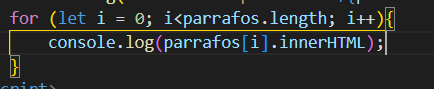 for (let i = 0; i<parrafos.length; i++){
console.log(parrafos[i].innerHTML);
}